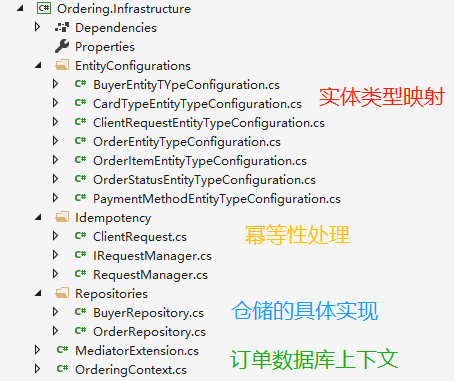 C# Ordering.Infrastructure
Dependencies
Properties
EntityConfigurations
C# BuyerEntityTYpeConfiguration.cs
C# CardTypeEntityTypeConfiguration.cs
实体类型映射
C# ClientRequestEntityTypeConfiguration.cs
C# OrderEntityTypeConfiguration.cs
C# OrderItemEntityTypeConfiguration.cs
C# OrderStatusEntityTypeConfiguration.cs
C# PaymentMethodEntityTypeConfiguration.cs
Idempotency
C# ClientRequest.cs
幂等性处理
C# IRequestManager.cs
C# RequestManager.cs
Repositories
C# BuyerRepository.cs
仓储的具体实现
C# OrderRepository.cs
C# MediatorExtension.cs
订单数据库上下文
C# OrderingContext.cs